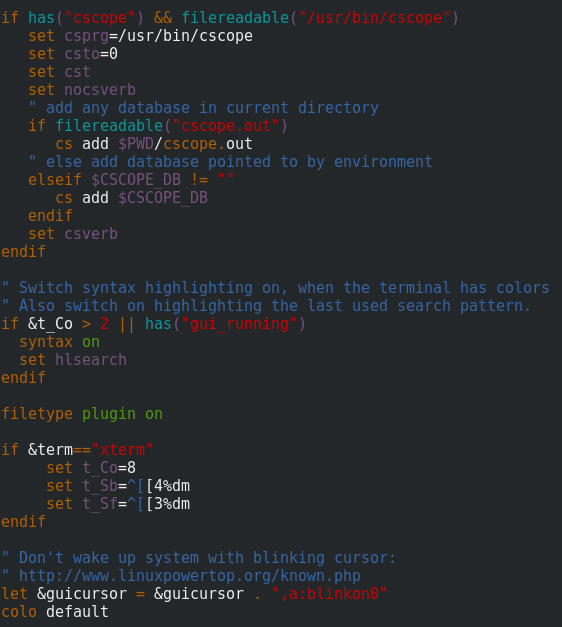 if has("cscope") && filereadable("/usr/bin/cscope")
   set csprg=/usr/bin/cscope
   set csto=0
   set cst
   set nocsverb
   " add any database in current directory
   if filereadable("cscope.out")
      cs add $PWD/cscope.out
   " else add database pointed to by environment
   elseif $CSCOPE_DB != ""
      cs add $CSCOPE_DB
   endif
   set csverb
endif

" Switch syntax highlighting on, when the terminal has colors
" Also switch on highlighting the last used search pattern.
if &t_Co > 2 || has("gui_running")
  syntax on
  set hlsearch
endif

filetype plugin on

if &term=="xterm"
     set t_Co=8
     set t_Sb=^[[4%dm
     set t_Sf=^[[3%dm
endif

" Don't wake up system with blinking cursor:
" http://www.linuxpowertop.org/known.php
let &guicursor = &guicursor . ",a:blinkon0"
colo default